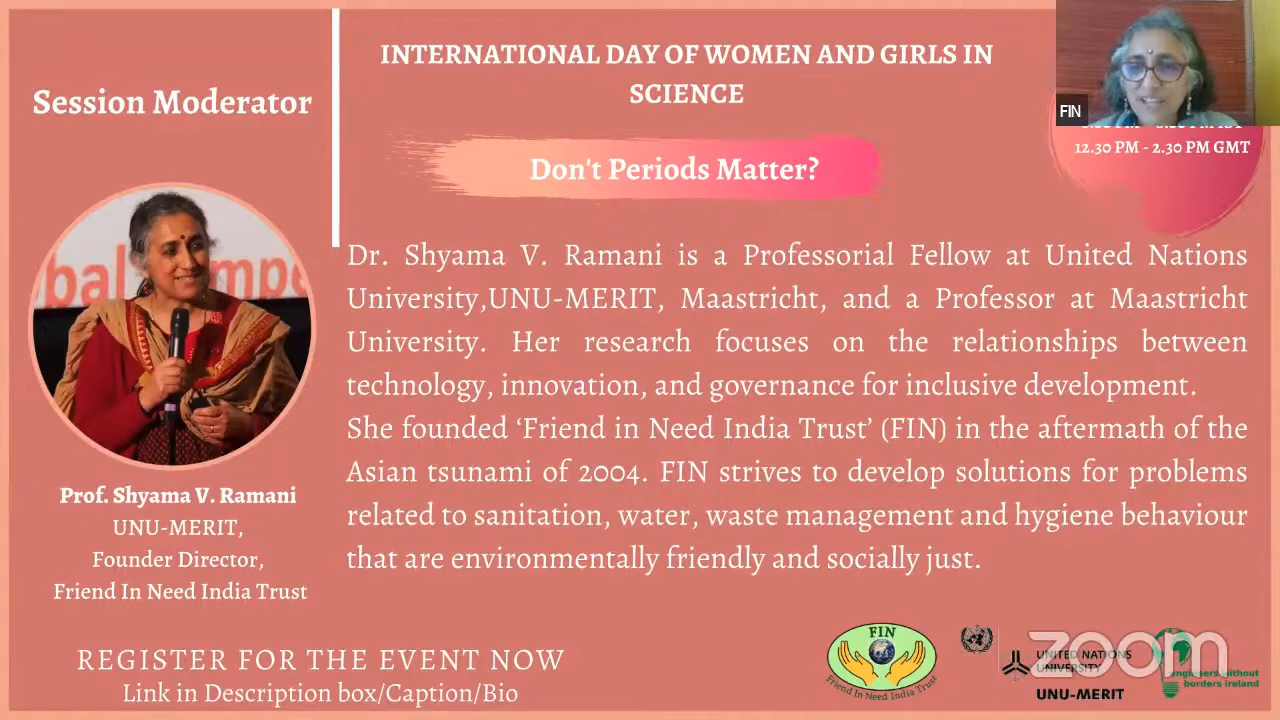 Session Moderator
Prof. Shyama V. Ramani
UNU-MERIT,
Founder Director,
Friend In Need India Trust
INTERNATIONAL DAY OF WOMEN AND GIRLS IN
SCIENCE
Don't Periods Matter?
FIN
12.30 PM - 2.30 PM GMT
Dr. Shyama V. Ramani is a Professorial Fellow at United Nations
University,UNU-MERIT, Maastricht, and a Professor at Maastricht
University. Her research focuses on the relationships between
technology, innovation, and governance for inclusive development.
She founded ‘Friend in Need India Trust’ (FIN) in the aftermath of the
Asian tsunami of 2004. FIN strives to develop solutions for problems
related to sanitation, water, waste management and hygiene behaviour
that are environmentally friendly and socially just.
REGISTER FOR THE EVENT NOW
Link in Description box/Caption/Bio
FIN
Friend In Need India Trust
UNITED NATIONS
UNIVERSITY
UNU-MERIT
zoom
engineers without
borders ireland